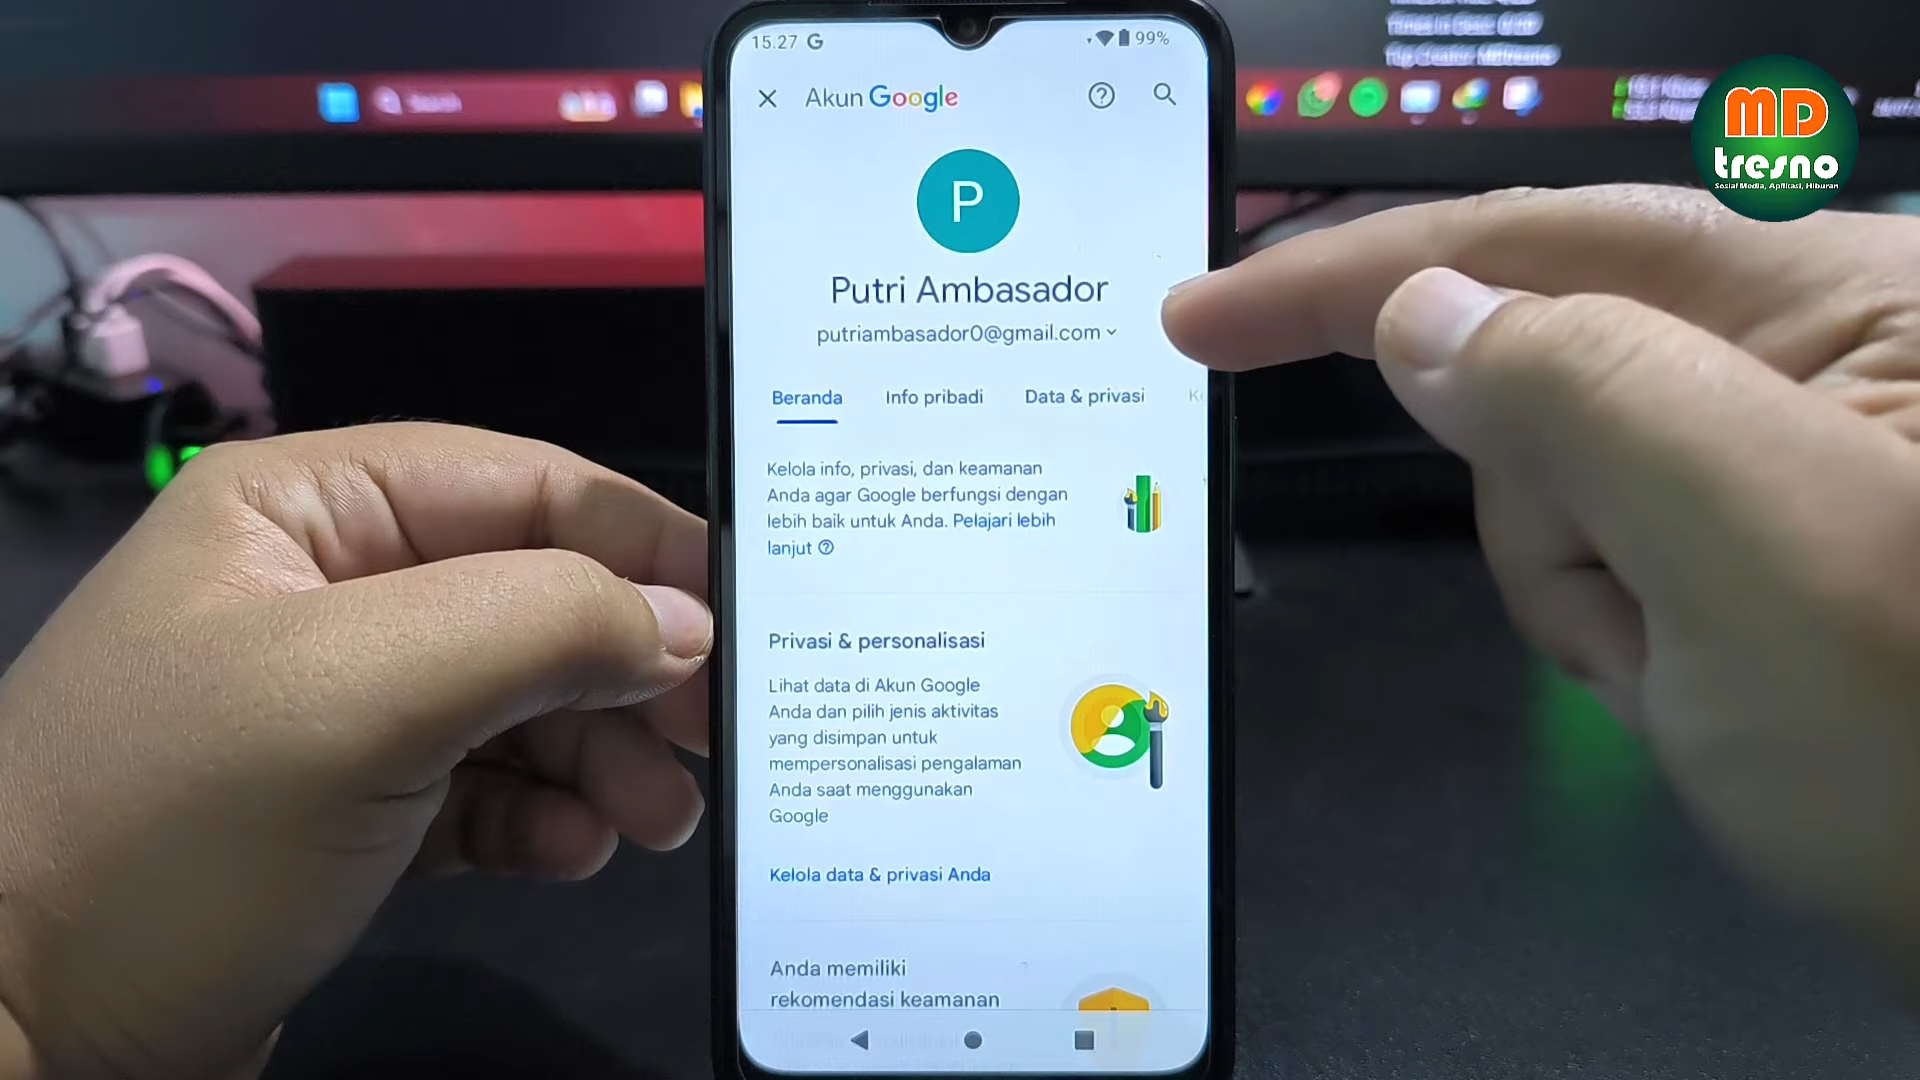 15.27 G
99%
Akun Google
P
Putri Ambasador
putriambasador0@gmail.com
Beranda
Info pribadi
Data & privasi
Kelola info, privasi, dan keamanan
Anda agar Google berfungsi dengan
lebih baik untuk Anda. Pelajari lebih
lanjut
Privasi & personalisasi
Lihat data di Akun Google
Anda dan pilih jenis aktivitas
yang disimpan untuk
mempersonalisasi pengalaman
Anda saat menggunakan
Google
Kelola data & privasi Anda
Anda memiliki
rekomendasi keamanan
Search
MD
tresno
Sosial Media, Aplikasi, Hiburan